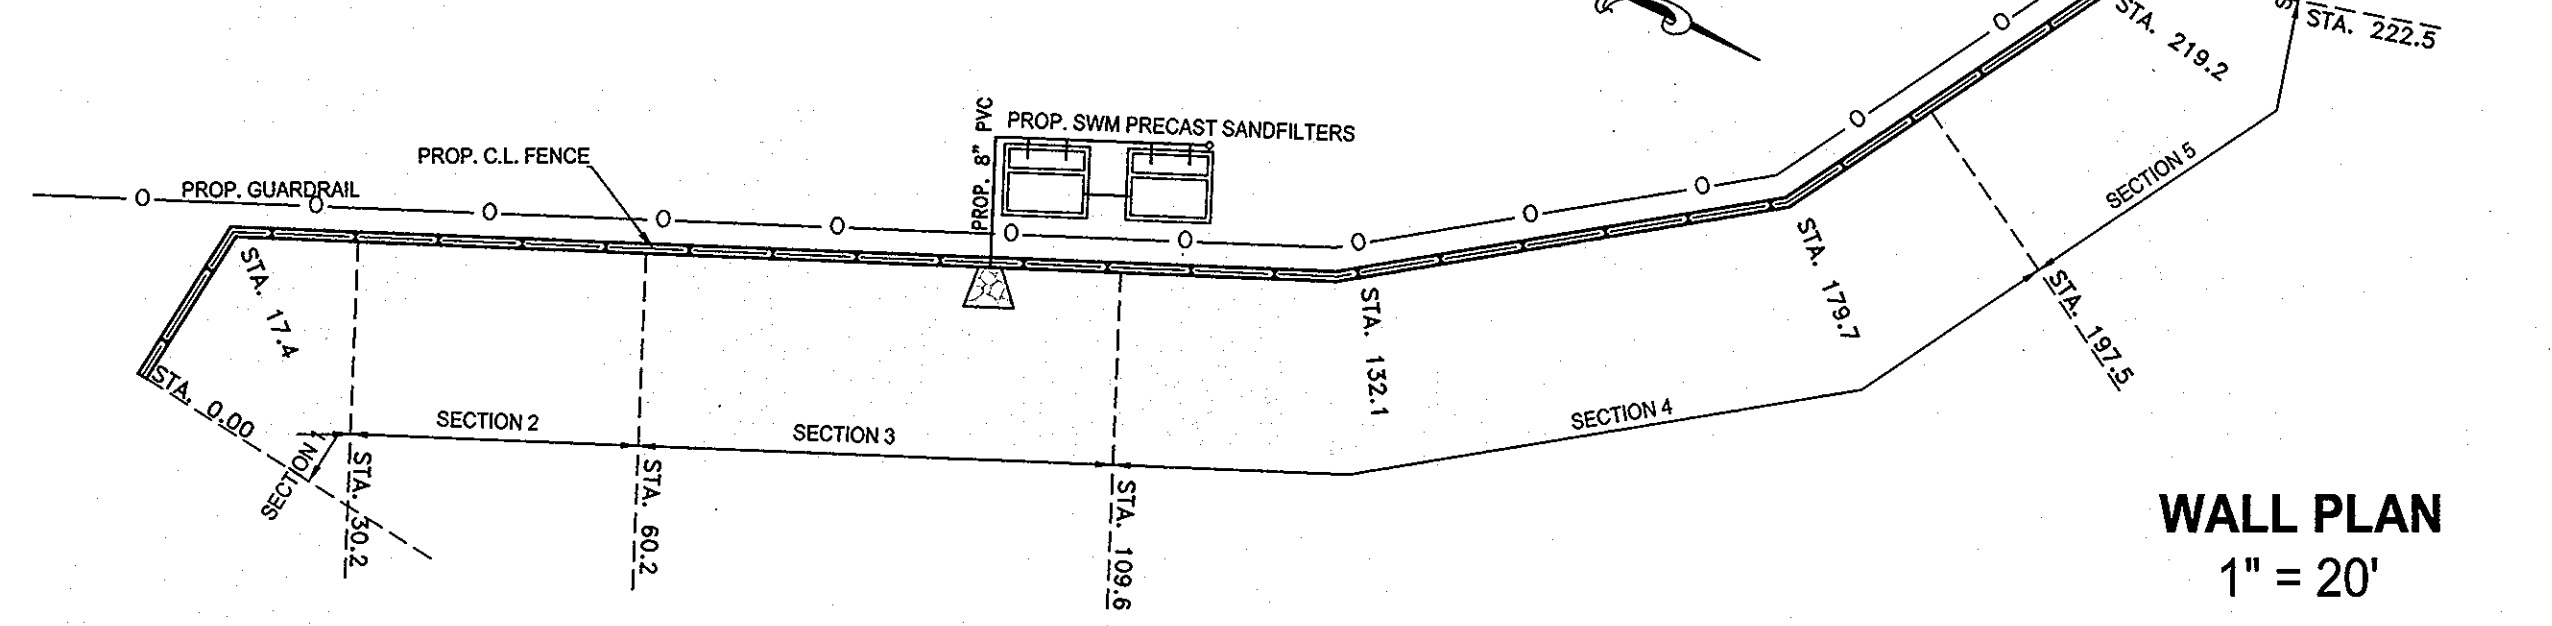 STA. 219.2
STA. 222.5
PROP. SWM PRECAST SANDFILTERS
PROP. 8" PVC
PROP. C.L. FENCE
PROP. GUARDRAIL
SECTION 5
STA. 17.4
STA. 179.7
STA. 132.1
STA. 197.5
STA. 0.00
SECTION 1
SECTION 2
SECTION 3
SECTION 4
STA. 30.2
STA. 60.2
STA. 109.6
WALL PLAN
1" = 20'